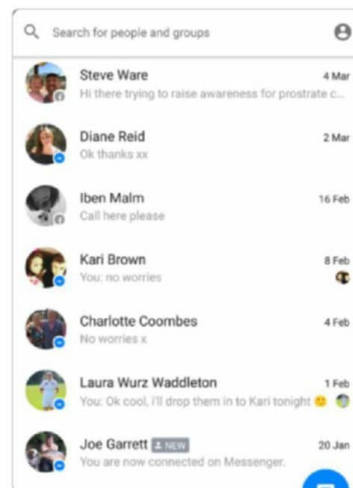 Search for people and groups
Steve Ware 4 Mar
Hi there trying to raise awareness for prostrate c...
Diane Reid 2 Mar
Ok thanks xx
Iben Malm 16 Feb
Call here please
Kari Brown 8 Feb
You: no worries
Charlotte Coombes 4 Feb
No worries x
Laura Wurz Waddleton 1 Feb
You: Ok cool, i'll drop them in to Kari tonight 🙂
Joe Garrett NEW 20 Jan
You are now connected on Messenger.